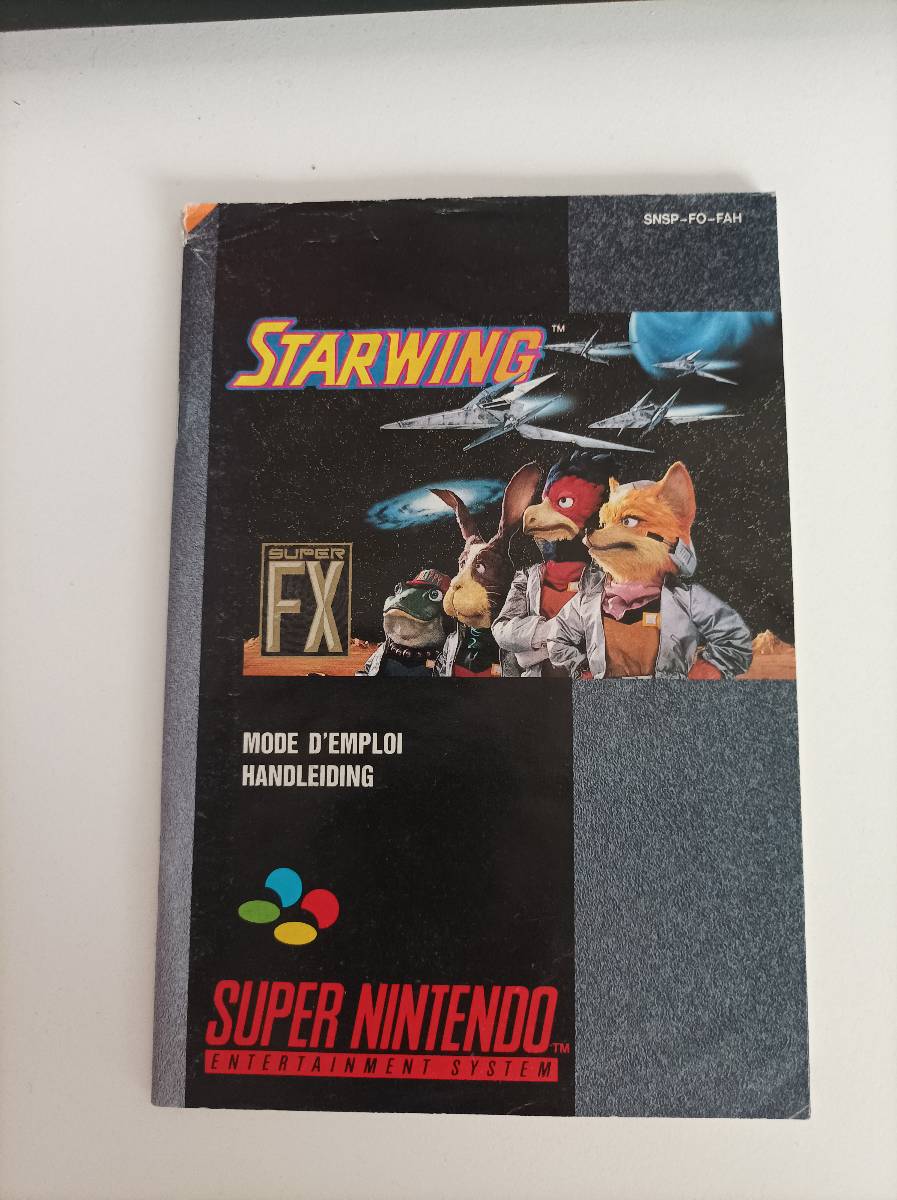 SNSP-FO-FAH
STARWING™
SUPER
FX
MODE D'EMPLOI
HANDLEIDING
SUPER NINTENDO™
ENTERTAINMENT SYSTEM